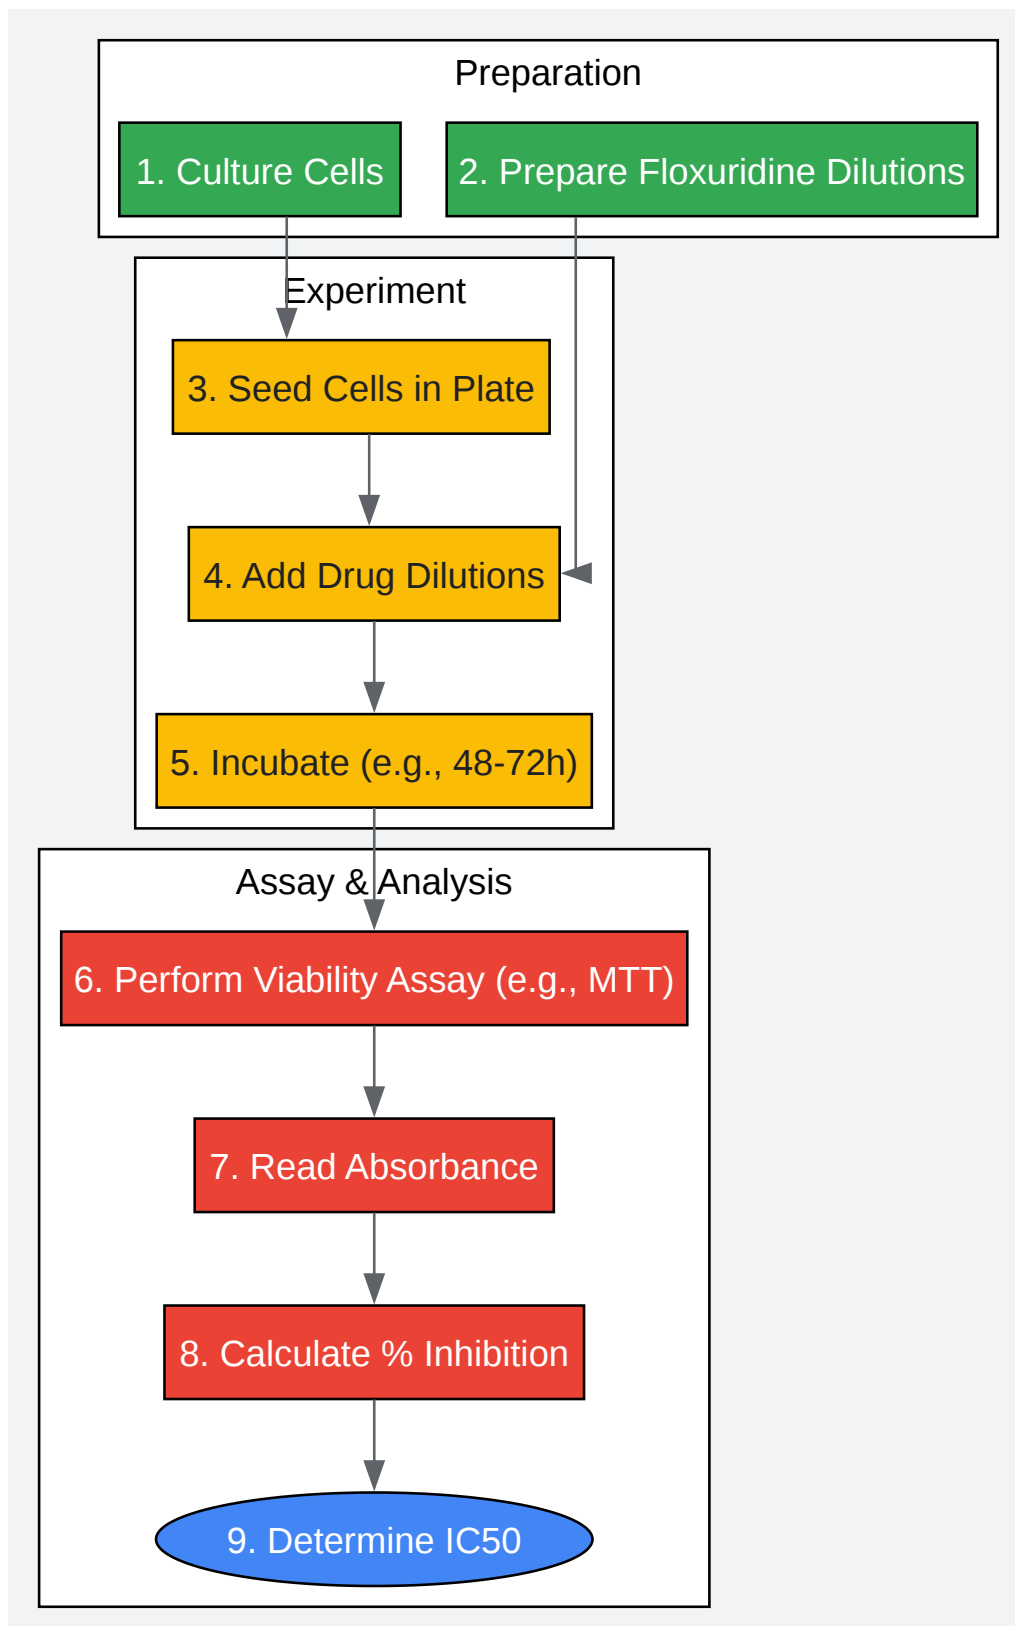 Preparation
1. Culture Cells
2. Prepare Floxuridine Dilutions
Experiment
3. Seed Cells in Plate
4. Add Drug Dilutions
5. Incubate (e.g., 48-72h)
Assay & Analysis
6. Perform Viability Assay (e.g., MTT)
7. Read Absorbance
8. Calculate % Inhibition
9. Determine IC50